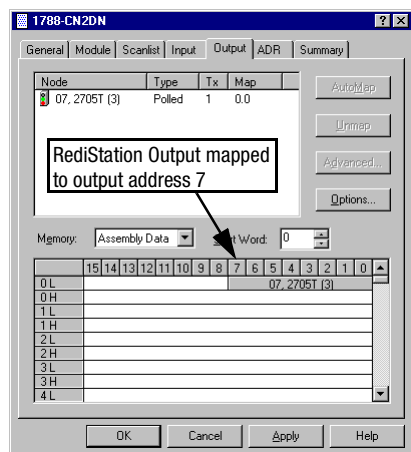 1788-CN2DN
General Module Scanlist Input Output ADR Summary
Node Type Tx Map
07, 2705T (3) Polled 1 0.0
AutoMap
Unmap
Advanced...
Options...
RediStation Output mapped
to output address 7
Memory: Assembly Data Word: 0
15 14 13 12 11 10 9 8 7 6 5 4 3 2 1 0
0 L 07, 2705T (3)
0 H
1 L
1 H
2 L
2 H
3 L
3 H
4 L
OK Cancel Apply Help